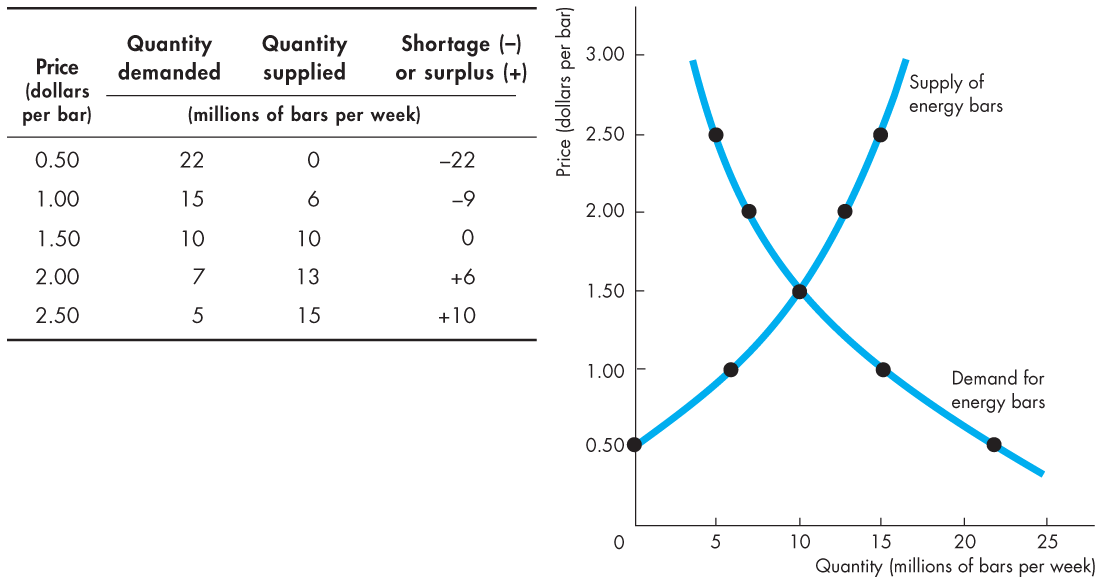 Price
(dollars
per bar)
Quantity
demanded
Quantity
supplied
Shortage (–)
or surplus (+)
(millions of bars per week)
0.50 22 0 –22
1.00 15 6 –9
1.50 10 10 0
2.00 7 13 +6
2.50 5 15 +10
Price (dollars per bar)
3.00
2.50
2.00
1.50
1.00
0.50
Supply of
energy bars
Demand for
energy bars
0 5 10 15 20 25
Quantity (millions of bars per week)